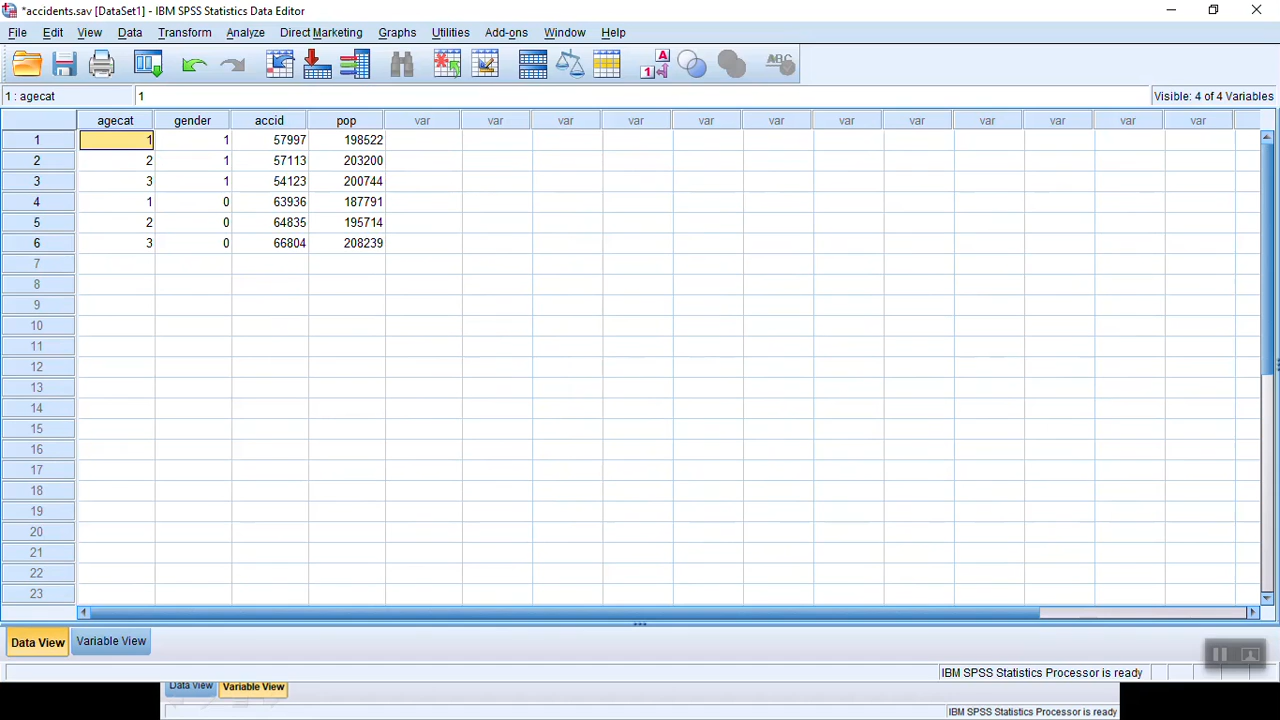 *accidents.sav [DataSet1] - IBM SPSS Statistics Data Editor
File Edit View Data Transform Analyze Direct Marketing Graphs Utilities Add-ons Window Help
A
1
ABC
1 : agecat 1 Visible: 4 of 4 Variables
agecat gender accid pop var var var var var var var var var var var var
1 1 1 57997 198522
2 2 1 57113 203200
3 3 1 54123 200744
4 1 0 63936 187791
5 2 0 64835 195714
6 3 0 66804 208239
7
8
9
10
11
12
13
14
15
16
17
18
19
20
21
22
23
Data View Variable View
IBM SPSS Statistics Processor is ready
Data View Variable View
IBM SPSS Statistics Processor is ready